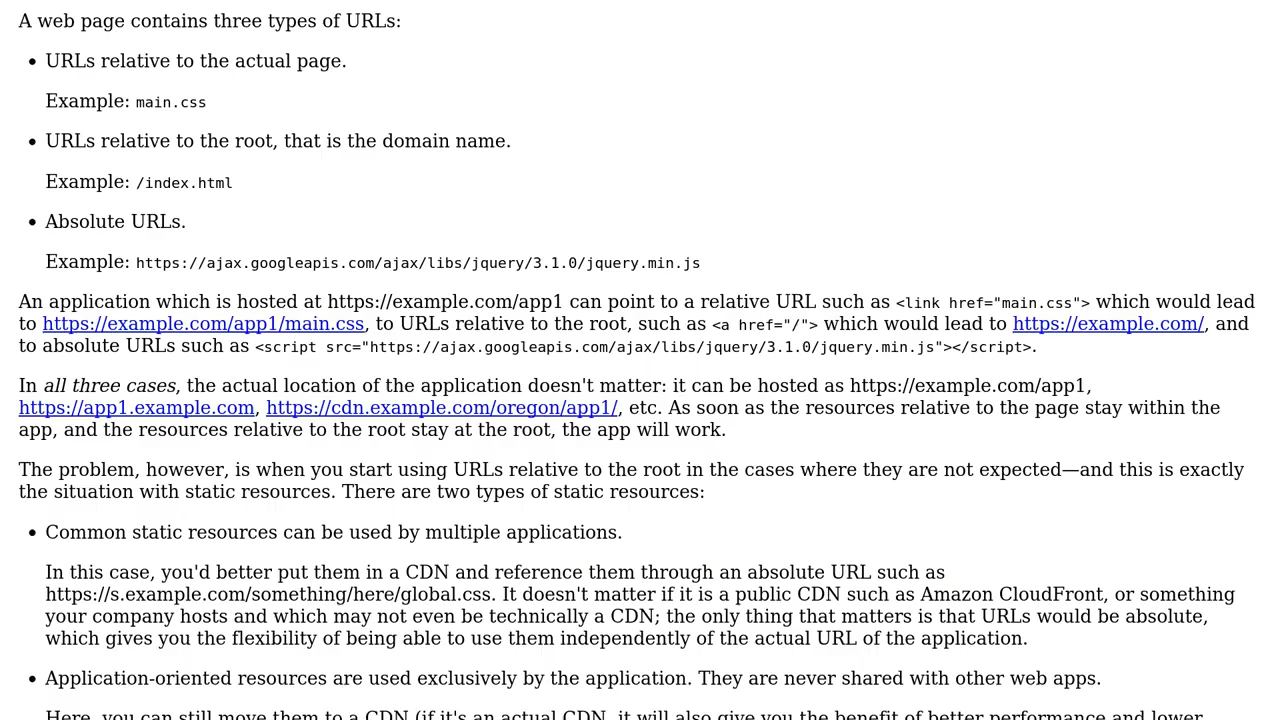 A web page contains three types of URLs:
• URLs relative to the actual page.
Example: main.css
• URLs relative to the root, that is the domain name.
Example: /index.html
• Absolute URLs.
Example: https://ajax.googleapis.com/ajax/libs/jquery/3.1.0/jquery.min.js
An application which is hosted at https://example.com/app1 can point to a relative URL such as <link href="main.css"> which would lead
to https://example.com/app1/main.css, to URLs relative to the root, such as <a href="/"> which would lead to https://example.com/, and
to absolute URLs such as <script src="https://ajax.googleapis.com/ajax/libs/jquery/3.1.0/jquery.min.js"></script>.
In all three cases, the actual location of the application doesn't matter: it can be hosted as https://example.com/app1,
https://app1.example.com, https://cdn.example.com/oregon/app1/, etc. As soon as the resources relative to the page stay within the
app, and the resources relative to the root stay at the root, the app will work.
The problem, however, is when you start using URLs relative to the root in the cases where they are not expected—and this is exactly
the situation with static resources. There are two types of static resources:
• Common static resources can be used by multiple applications.
In this case, you'd better put them in a CDN and reference them through an absolute URL such as
https://s.example.com/something/here/global.css. It doesn't matter if it is a public CDN such as Amazon CloudFront, or something
your company hosts and which may not even be technically a CDN; the only thing that matters is that URLs would be absolute,
which gives you the flexibility of being able to use them independently of the actual URL of the application.
• Application-oriented resources are used exclusively by the application. They are never shared with other web apps.
Here, you can still move them to a CDN (if it's an actual CDN, it will also give you the benefit of better performance and lower